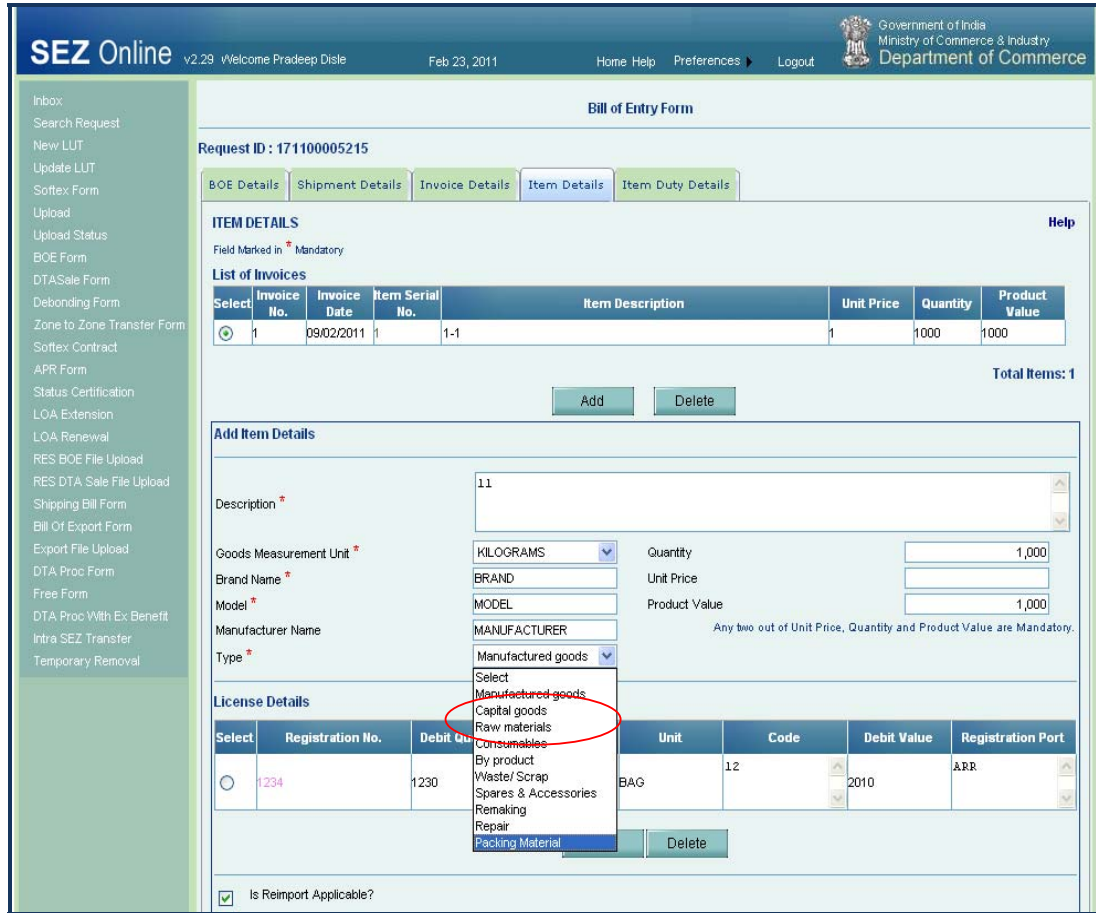 Government of India
Ministry of Commerce & Industry
Department of Commerce
SEZ Online v2.29 Welcome Pradeep Disle Feb 23, 2011 Home Help Preferences Logout
Inbox
Search Request
New LUT
Update LUT
Softex Form
Upload
Upload Status
BOE Form
DTASale Form
Debonding Form
Zone to Zone Transfer Form
Softex Contract
APR Form
Status Certification
LOA Extension
LOA Renewal
RES BOE File Upload
RES DTA Sale File Upload
Shipping Bill Form
Bill Of Export Form
Export File Upload
DTA Proc Form
Free Form
DTA Proc With Ex Benefit
Intra SEZ Transfer
Temporary Removal
Bill of Entry Form
Request ID : 171100005215
BOE Details Shipment Details Invoice Details Item Details Item Duty Details
ITEM DETAILS Help
Field Marked in * Mandatory
List of Invoices
Select Invoice No. Invoice Date Item Serial No. Item Description Unit Price Quantity Product Value
1 09/02/2011 1 1-1 1 1000 1000
Total Items: 1
Add Delete
Add Item Details
Description * 11
Goods Measurement Unit * KILOGRAMS Quantity 1,000
Brand Name * BRAND Unit Price
Model * MODEL Product Value 1,000
Manufacturer Name MANUFACTURER Any two out of Unit Price, Quantity and Product Value are Mandatory.
Type * Manufactured goods
Select
Manufactured goods
Capital goods
Raw materials
Consumables
By product
Waste/ Scrap
Spares & Accessories
Remaking
Repair
Packing Material
License Details
Select Registration No. Debit Unit Code Debit Value Registration Port
1234 1230 BAG 12 2010 ARR
Delete
Is Reimport Applicable?